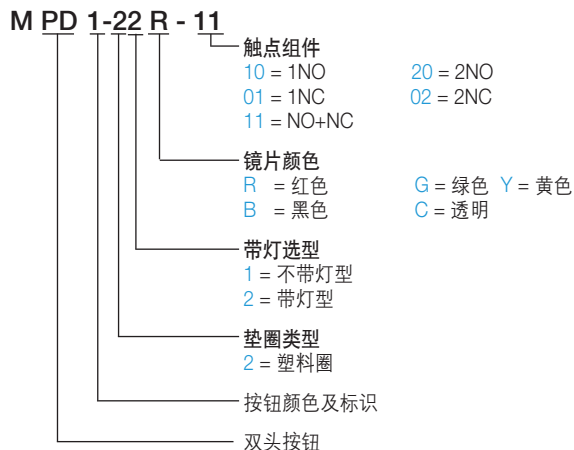 M PD 1-22 R - 11
触点组件
10 = 1NO 20 = 2NO
01 = 1NC 02 = 2NC
11 = NO+NC
镜片颜色
R = 红色 G = 绿色 Y = 黄色
B = 黑色 C = 透明
带灯选型
1 = 不带灯型
2 = 带灯型
垫圈类型
2 = 塑料圈
按钮颜色及标识
双头按钮